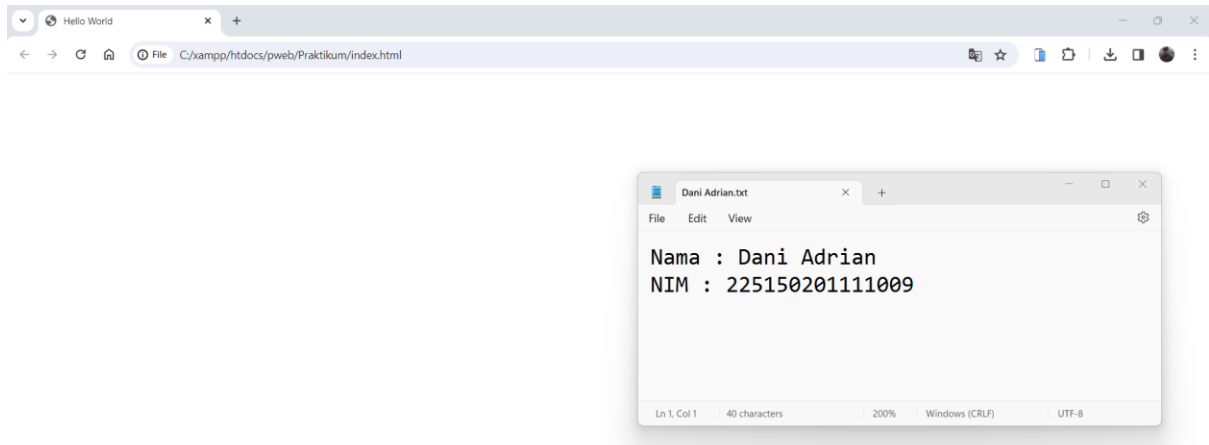 Hello World
File C:/xampp/htdocs/pweb/Praktikum/index.html
Dani Adrian.txt
File Edit View
Nama : Dani Adrian
NIM : 225150201111009
Ln 1, Col 1 40 characters 200% Windows (CRLF) UTF-8